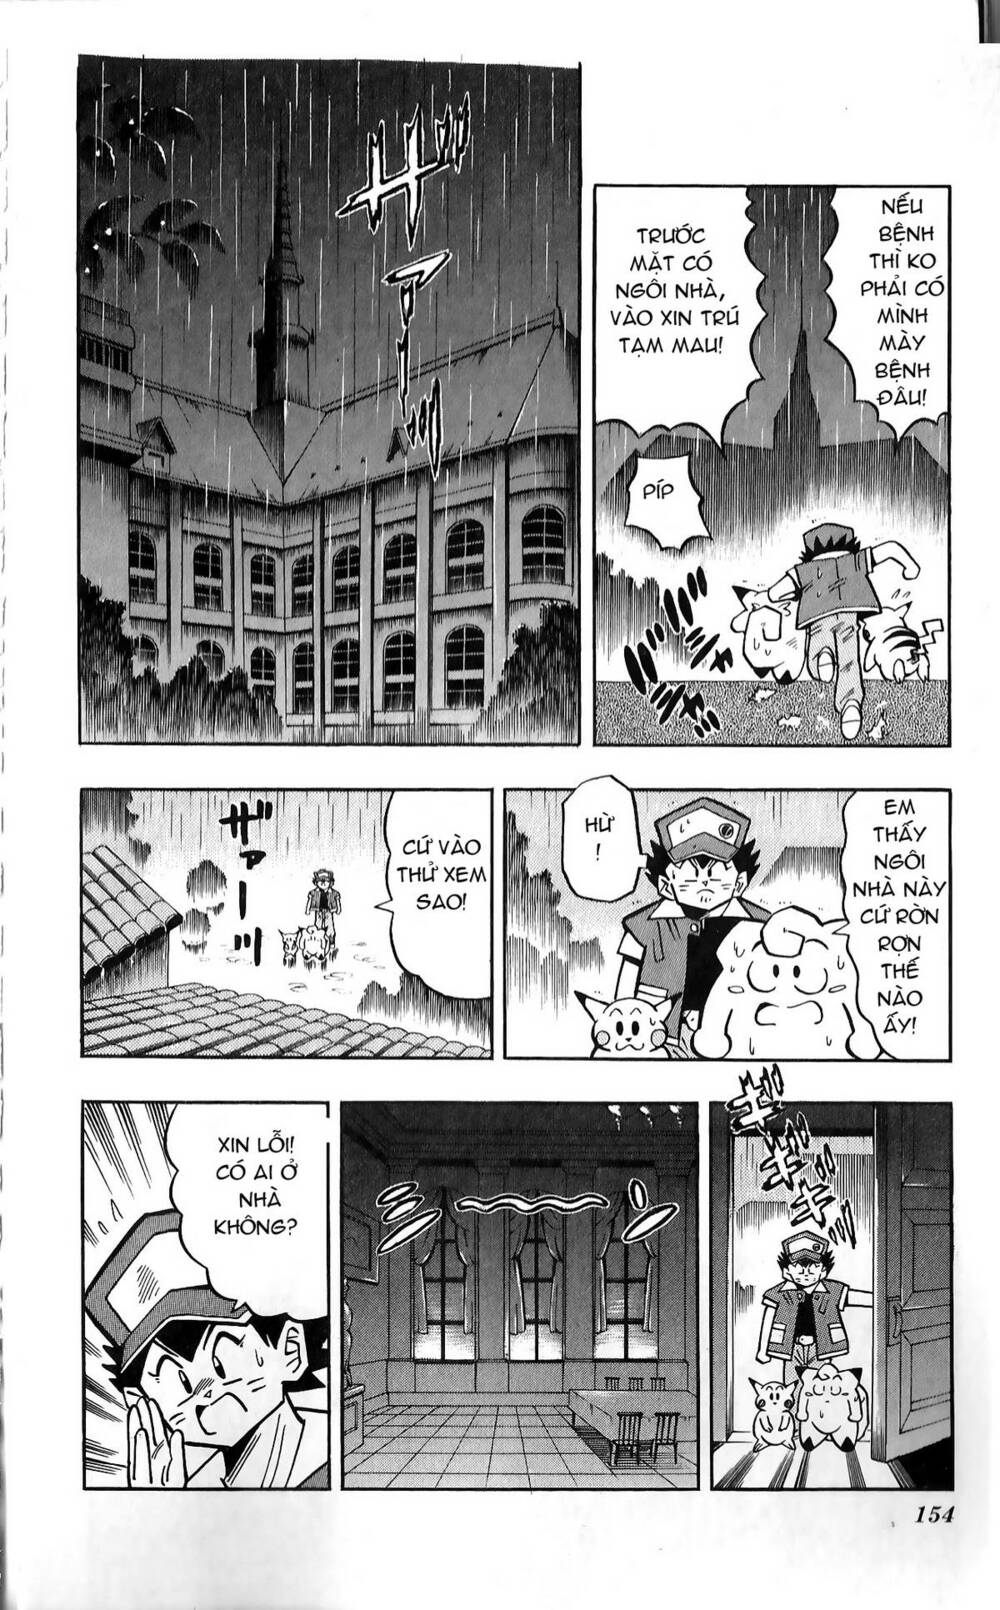 NẾU
BỆNH
THÌ KO
PHẢI CÓ
MÌNH
MÀY
BỆNH
ĐÂU!
TRƯỚC
MẶT CÓ
NGÔI NHÀ,
VÀO XIN TRÚ
TẠM MAU!
PÍP
EM
THẤY
NGÔI
NHÀ NÀY
CỨ RỜN
RỢN
THẾ
NÀO
ẤY!
HỪ
!
CỨ VÀO
THỬ XEM
SAO!
XIN LỖI!
CÓ AI Ở
NHÀ
KHÔNG?
154